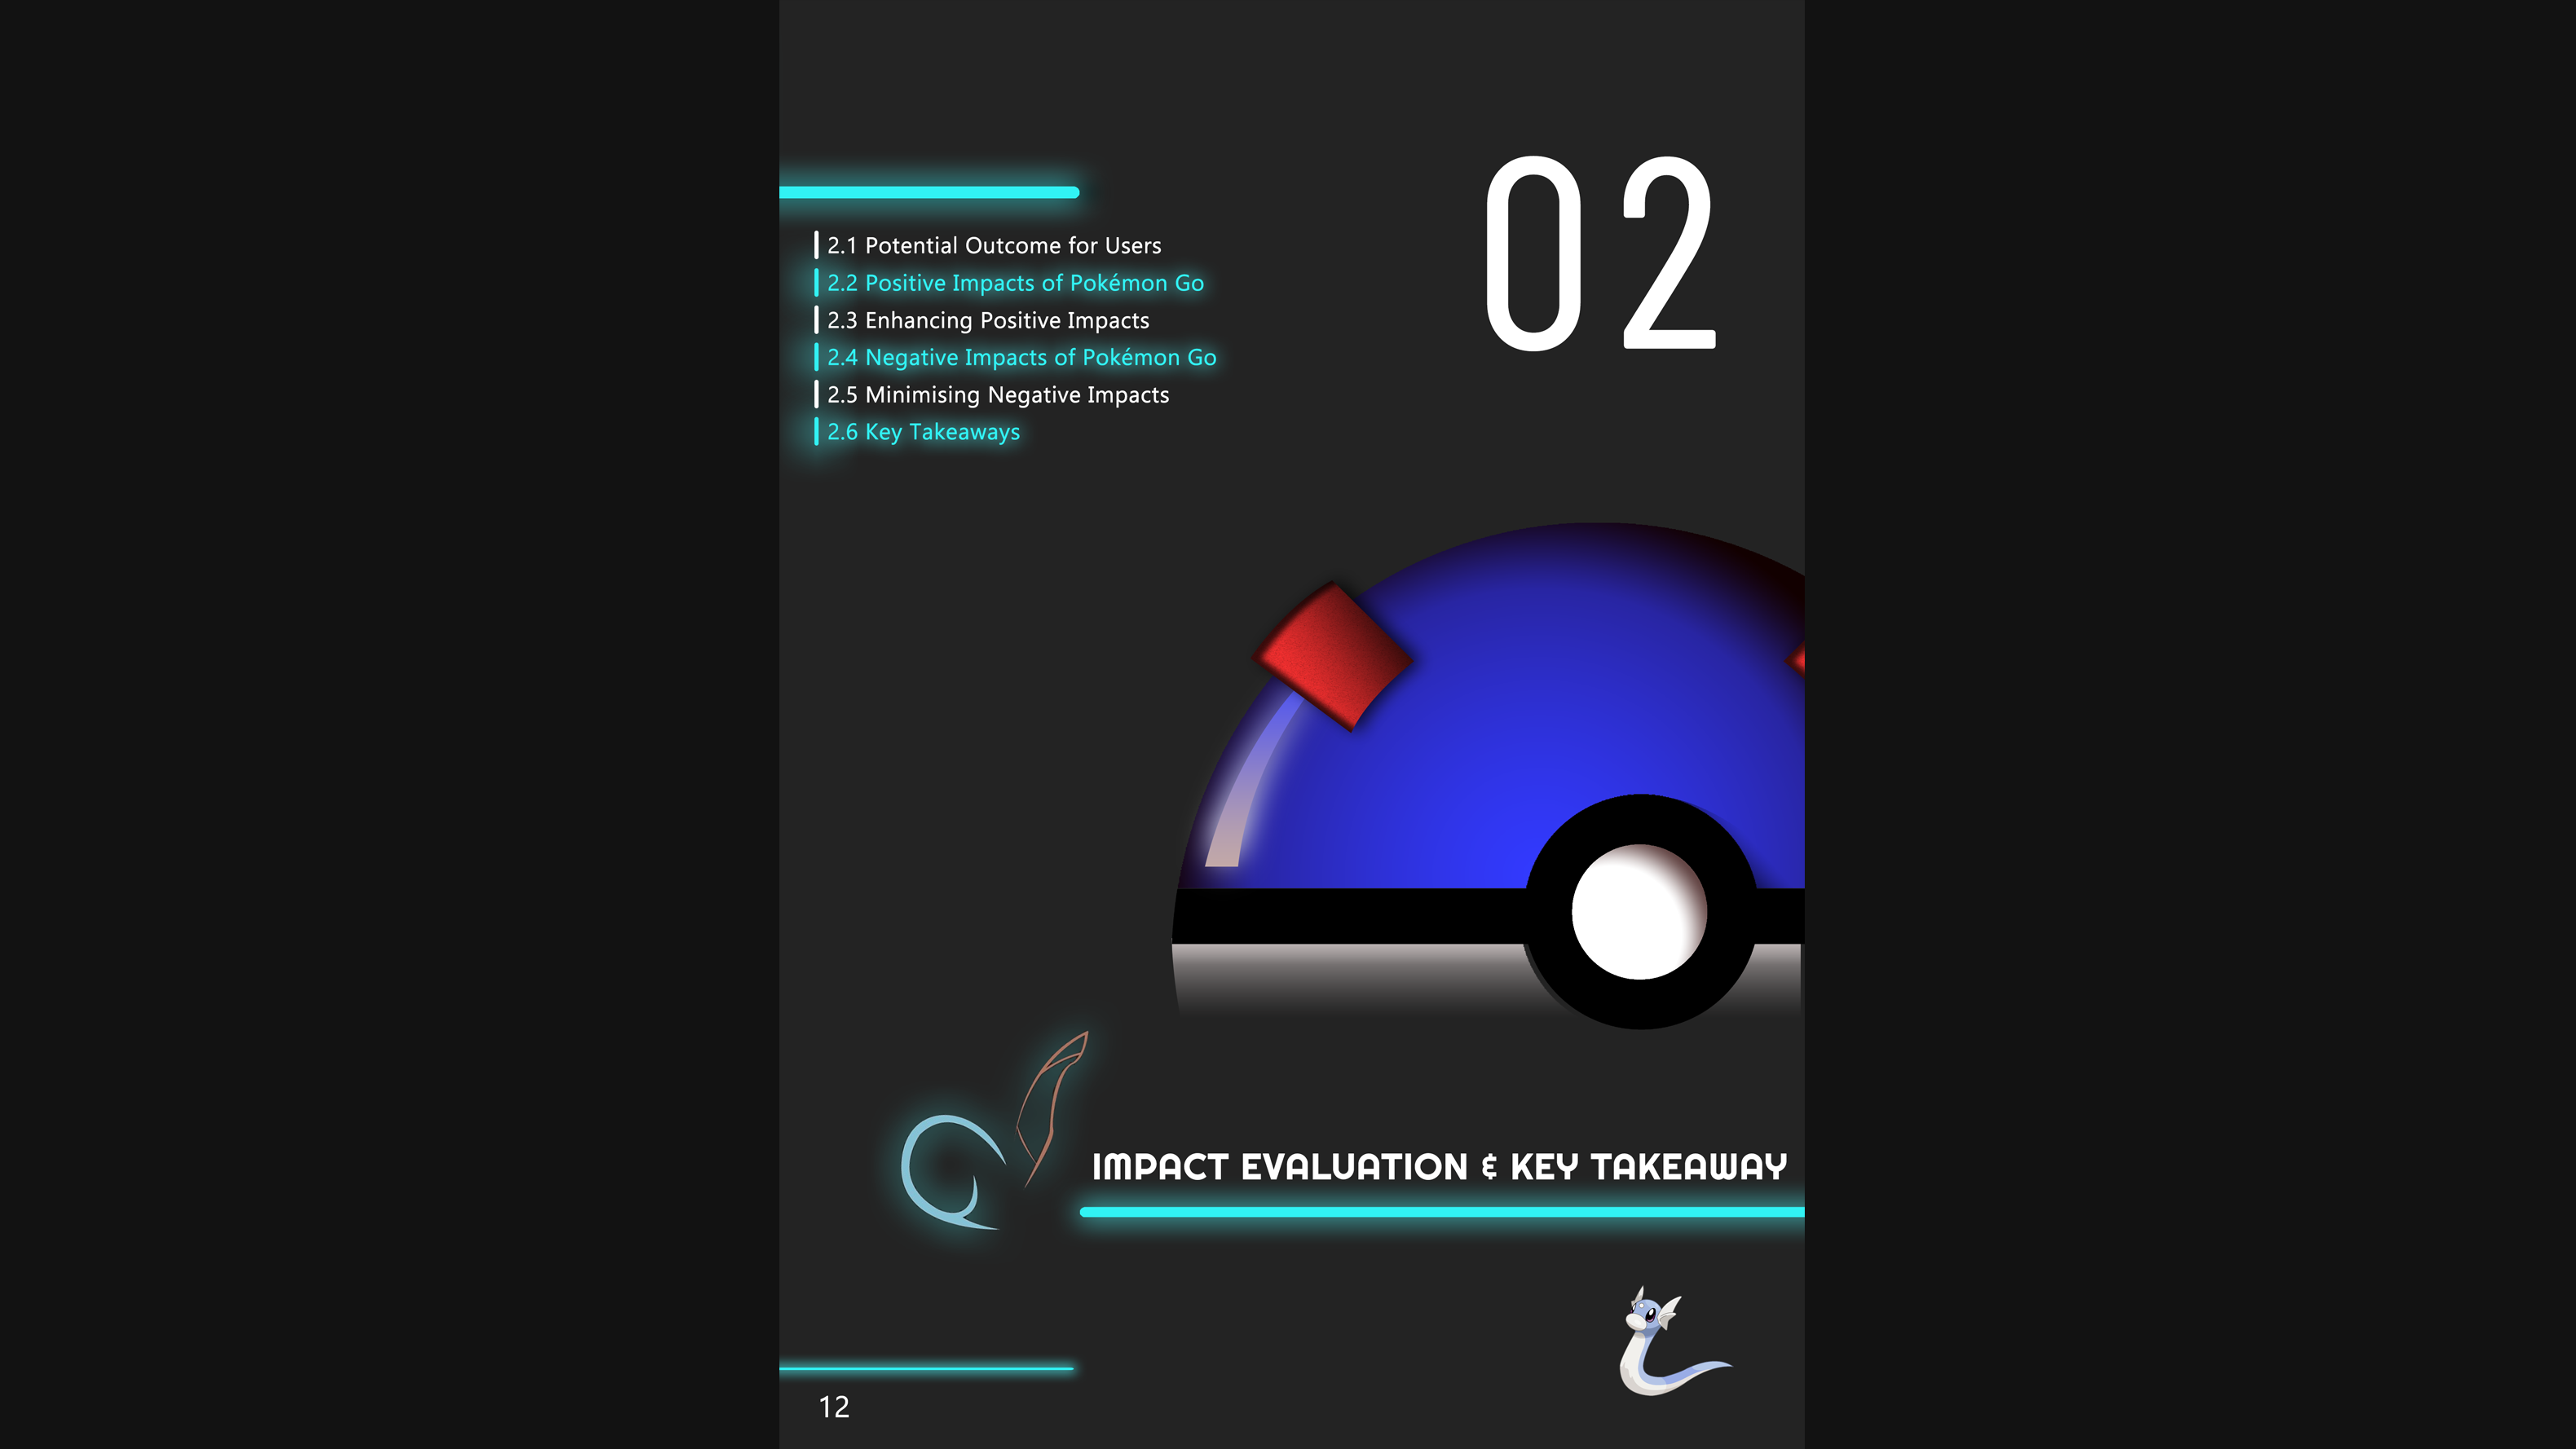 02
2.1 Potential Outcome for Users
2.2 Positive Impacts of Pokémon Go
2.3 Enhancing Positive Impacts
2.4 Negative Impacts of Pokémon Go
2.5 Minimising Negative Impacts
2.6 Key Takeaways
IMPACT EVALUATION & KEY TAKEAWAY
12